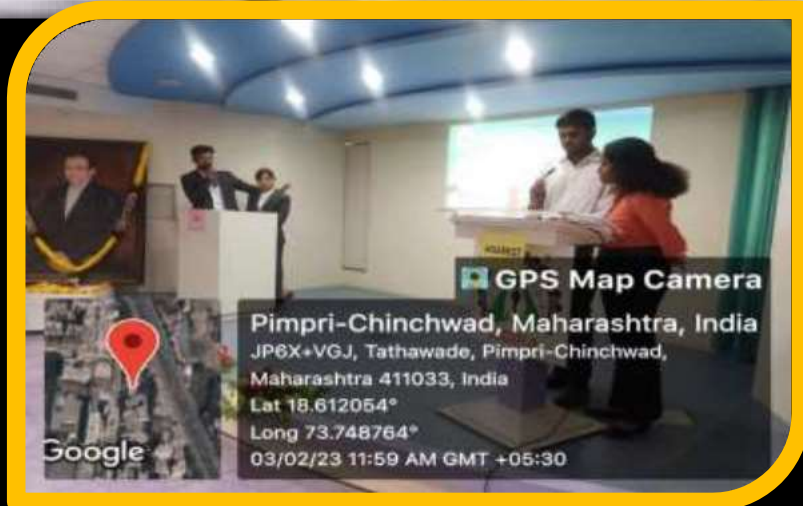 AGAINST
GPS Map Camera
Pimpri-Chinchwad, Maharashtra, India
JP6X+VGJ, Tathawade, Pimpri-Chinchwad,
Maharashtra 411033, India
Lat 18.612054°
Long 73.748764°
03/02/23 11:59 AM GMT +05:30
Google